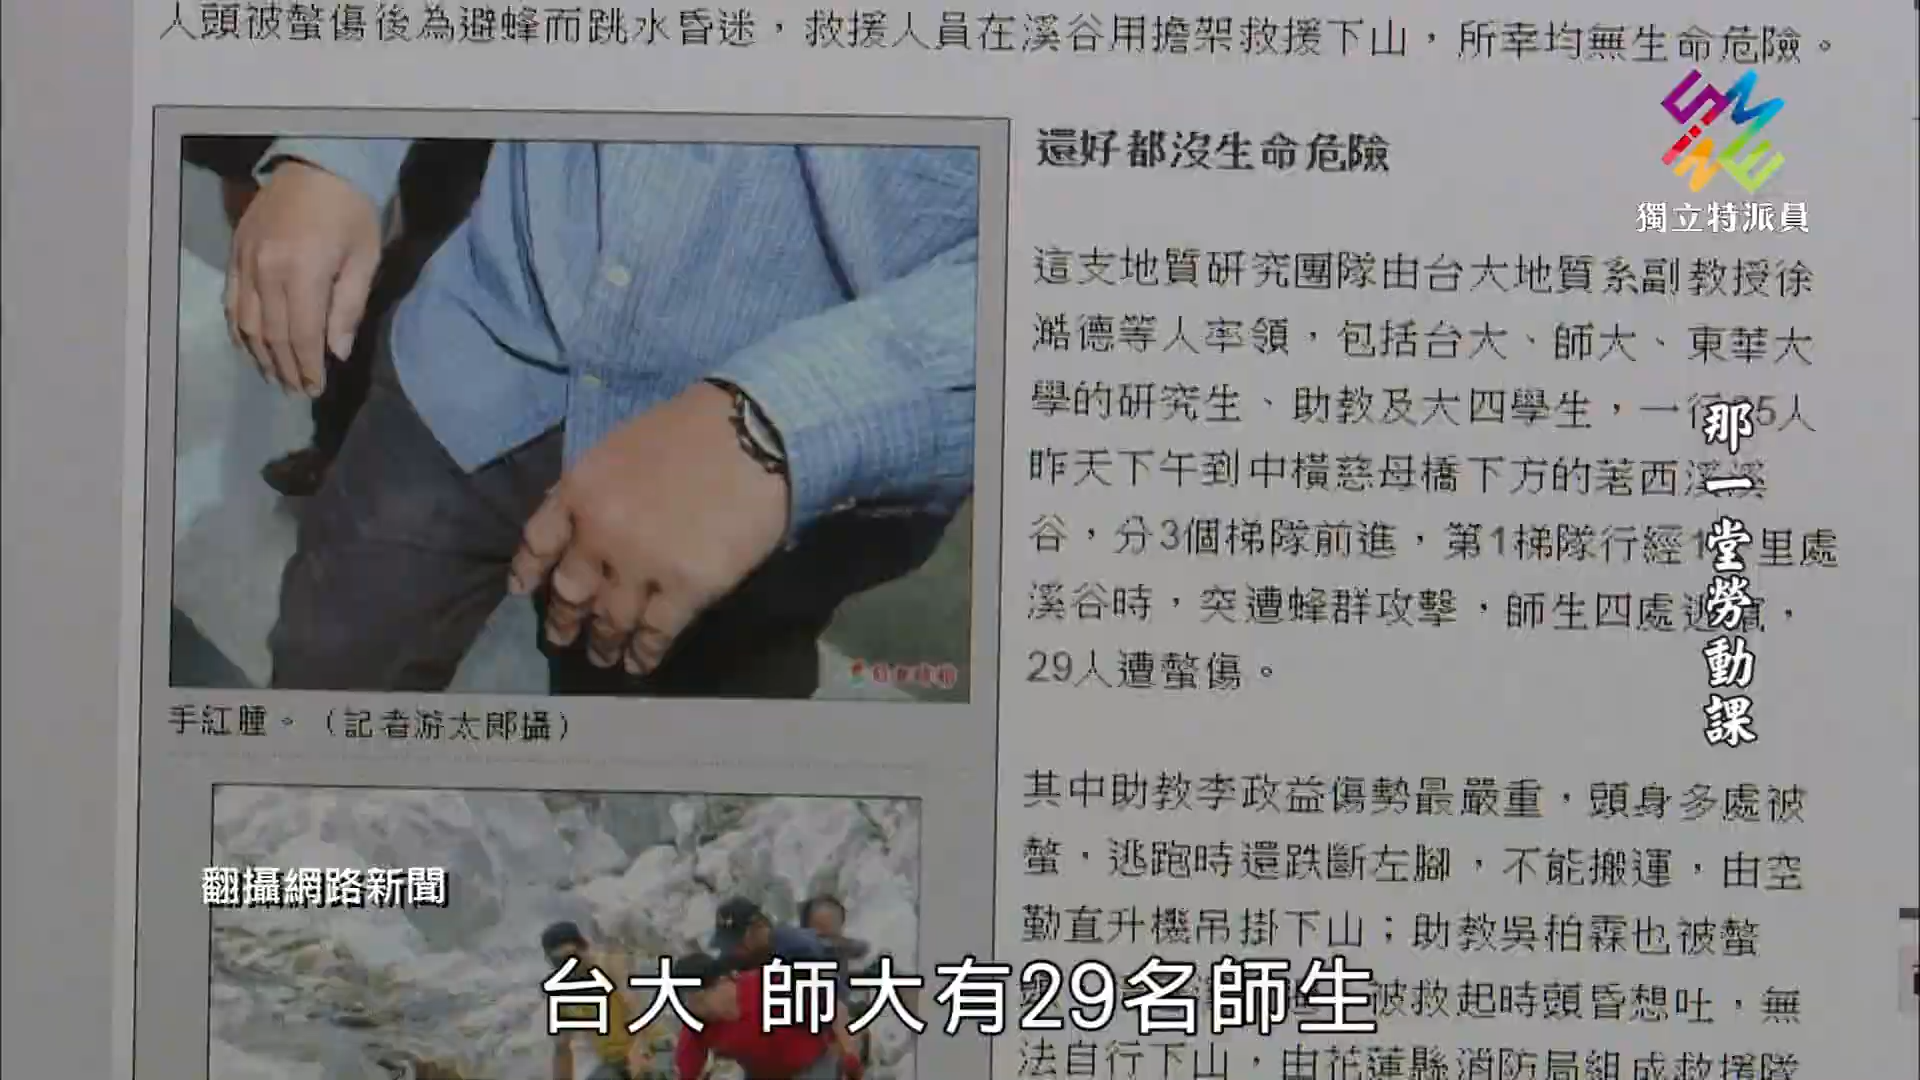 人頭被螫傷後為避蜂而跳水昏迷，救援人員在溪谷用擔架救援下山，所幸均無生命危險。
獨立特派員
還好都沒生命危險
這支地質研究團隊由台大地質系副教授徐
澔德等人率領，包括台大、師大、東華大
學的研究生、助教及大四學生，一行 5人
昨天下午到中橫慈母橋下方的荖西溪溪
谷，分3個梯隊前進，第1梯隊行經1 里處
溪谷時，突遭蜂群攻擊，師生四處逃竄，
29人遭螫傷。
那一堂勞動課
手紅腫。（記者游太郎攝）
其中助教李政益傷勢最嚴重，頭身多處被
螫，逃跑時還跌斷左腳，不能搬運，由空
勤直升機吊掛下山；助教吳柏霖也被螫
被救起時頭昏想吐，無
法自行下山，由花蓮縣消防局組成救援隊
翻攝網路新聞
台大 師大有29名師生